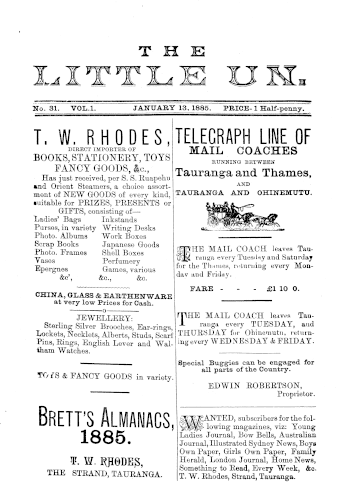 THE
LITTLE UN.
No. 31. VOL.1. JANUARY 13, 1885. PRICE-1 Half-penny.
T. W. RHODES,
DIRECT IMPORTER OF
BOOKS, STATIONERY, TOYS
FANCY GOODS, &c.,
Has just received, per S. S. Ruapehu
and Orient Steamers, a choice assort-
ment of NEW GOODS of every kind,
suitable for PRIZES, PRESENTS or
GIFTS, consisting of—
Ladies' Bags Inkstands
Purses, in variety Writing Desks
Photo. Albums Work Boxes
Scrap Books Japanese Goods
Photo. Frames Shell Boxes
Vases Perfumery
Epergnes Games, various
&c', &c., &c.
CHINA, GLASS & EARTHENWARE
at very low Prices for Cash.
JEWELLERY:
Sterling Silver Brooches, Ear-rings,
Lockets, Necklets, Alberts, Studs, Scarf
Pins, Rings, English Lever and Wal-
tham Watches.
TOYS & FANCY GOODS in variety.
BRETT'S ALMANACS,
1885.
T. W. RHODES,
THE STRAND, TAURANGA.
TELEGRAPH LINE OF
MAIL COACHES
RUNNING BETWEEN
Tauranga and Thames,
AND
TAURANGA AND OHINEMUTU.
THE MAIL COACH leaves Tau-
ranga every Tuesday and Saturday
for the Thames, returning every Mon-
day and Friday.
FARE - - - £1 10 0.
THE MAIL COACH leaves Tau-
ranga every TUESDAY, and
THURSDAY for Ohinemutu, return-
ing every WEDNESDAY & FRIDAY.
Special Buggies can be engaged for
all parts of the Country.
EDWIN ROBERTSON,
Proprietor.
WANTED, subscribers for the fol-
lowing magazines, viz: Young
Ladies Journal, Bow Bells, Australian
Journal, Illustrated Sydney News, Boys
Own Paper, Girls Own Paper, Family
Herald, London Journal, Home News,
Something to Read, Every Week, &c.
T. W. Rhodes, Strand, Tauranga.